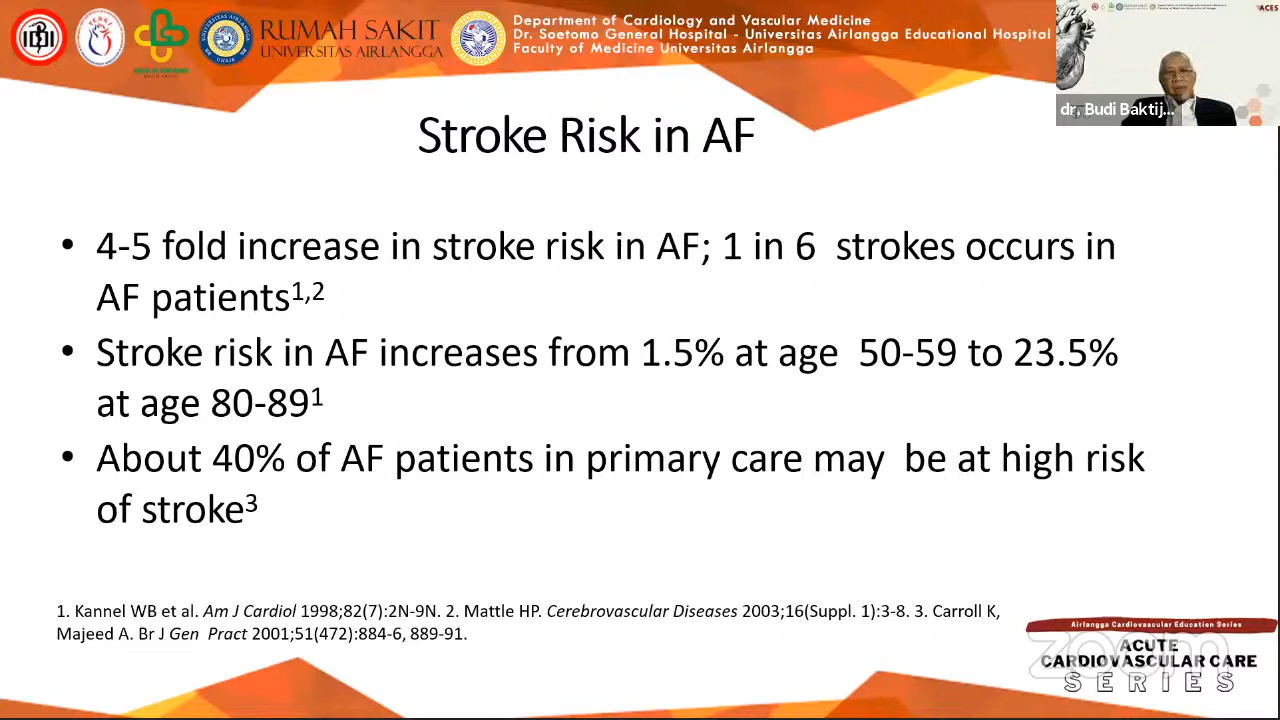 RUMAH SAKIT
UNIVERSITAS AIRLANGGA
Department of Cardiology and Vascular Medicine
Dr. Soetomo General Hospital - Universitas Airlangga Educational Hospital
Faculty of Medicine Universitas Airlangga
dr. Budi Baktij...
Stroke Risk in AF
• 4-5 fold increase in stroke risk in AF; 1 in 6 strokes occurs in
AF patients1,2
• Stroke risk in AF increases from 1.5% at age 50-59 to 23.5%
at age 80-891
• About 40% of AF patients in primary care may be at high risk
of stroke3
1. Kannel WB et al. Am J Cardiol 1998;82(7):2N-9N. 2. Mattle HP. Cerebrovascular Diseases 2003;16(Suppl. 1):3-8. 3. Carroll K,
Majeed A. Br J Gen Pract 2001;51(472):884-6, 889-91.
Airlangga Cardiovascular Education Series
zoom
ACUTE
CARDIOVASCULAR CARE
SERIES